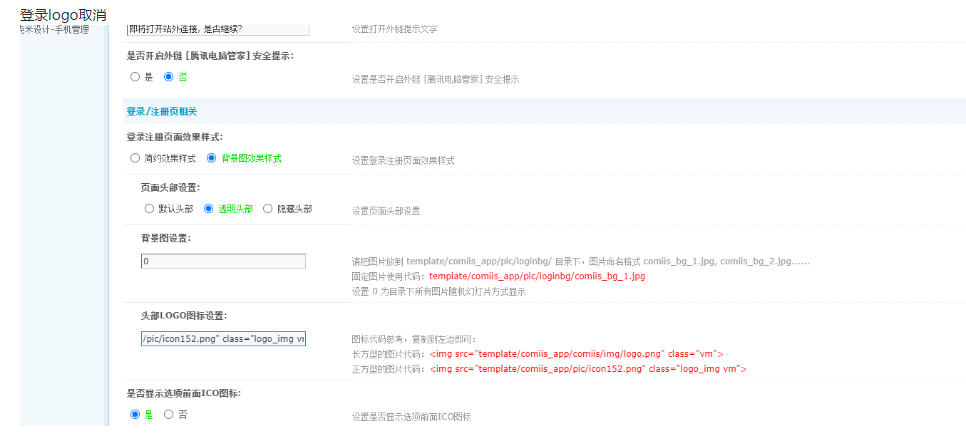 登录logo取消
克米设计-手机管理
即将打开站外连接, 是否继续?
设置打开外链提示文字
是否开启外链 [腾讯电脑管家] 安全提示:
是 否
设置是否开启外链 [腾讯电脑管家] 安全提示
登录/注册页相关
登录注册页面效果样式:
简约效果样式 背景图效果样式
设置登录注册页面效果样式
页面头部设置:
默认头部 透明头部 隐藏头部
设置页面头部设置
背景图设置:
0
请把图片放到 template/comiis_app/pic/loginbg/ 目录下, 图片命名格式 comiis_bg_1.jpg, comiis_bg_2.jpg......
固定图片使用代码: template/comiis_app/pic/loginbg/comiis_bg_1.jpg
设置 0 为目录下所有图片随机幻灯片方式显示
头部LOGO图标设置:
/pic/icon152.png" class="logo_img v
图标代码参考, 复制到左边即可:
长方型的图片代码: <img src="template/comiis_app/comiis/img/logo.png" class="vm">
正方型的图片代码: <img src="template/comiis_app/pic/icon152.png" class="logo_img vm">
是否显示选项前面ICO图标:
是 否
设置是否显示选项前面ICO图标